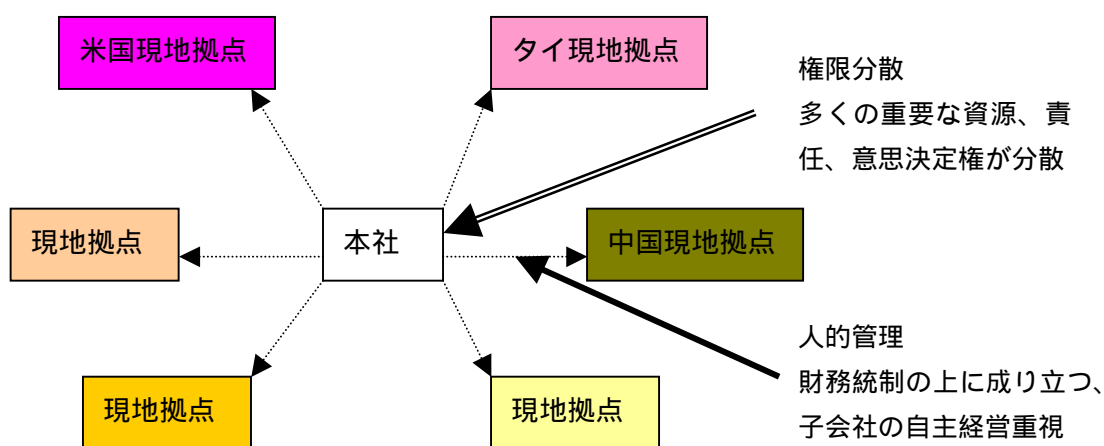 米国現地拠点
タイ現地拠点
権限分散
多くの重要な資源、責
任、意思決定権が分散
現地拠点
本社
中国現地拠点
人的管理
財務統制の上に成り立つ、
子会社の自主経営重視
現地拠点
現地拠点